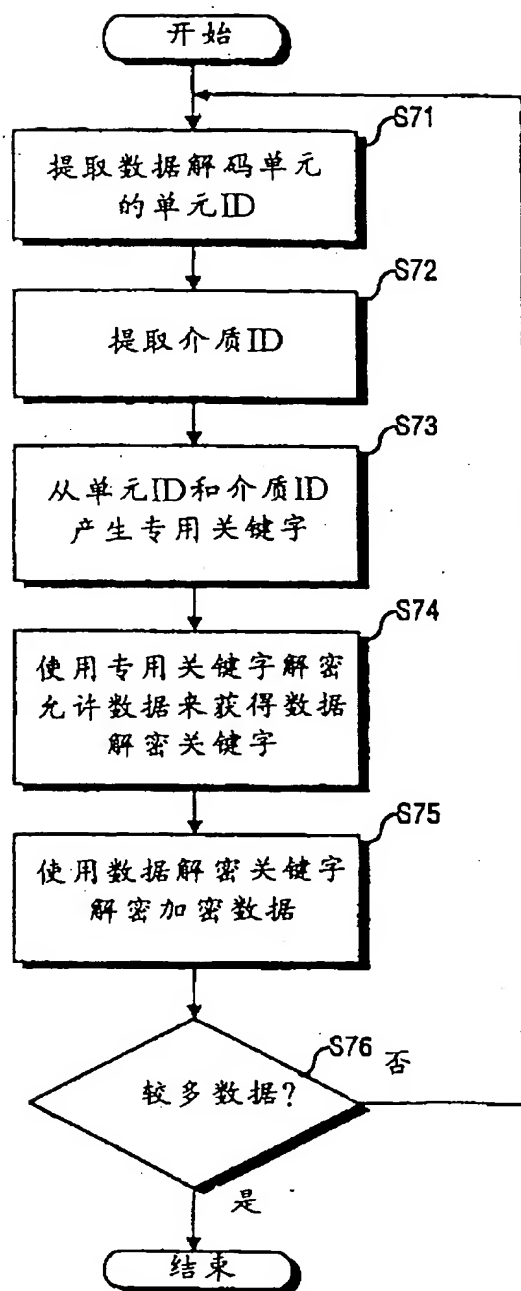 开始
S71
提取数据解码单元
的单元ID
S72
提取介质ID
S73
从单元ID和介质ID
产生专用关键字
S74
使用专用关键字解密
允许数据来获得数据
解密关键字
S75
使用数据解密关键字
解密加密数据
S76
否
较多数据?
是
结束